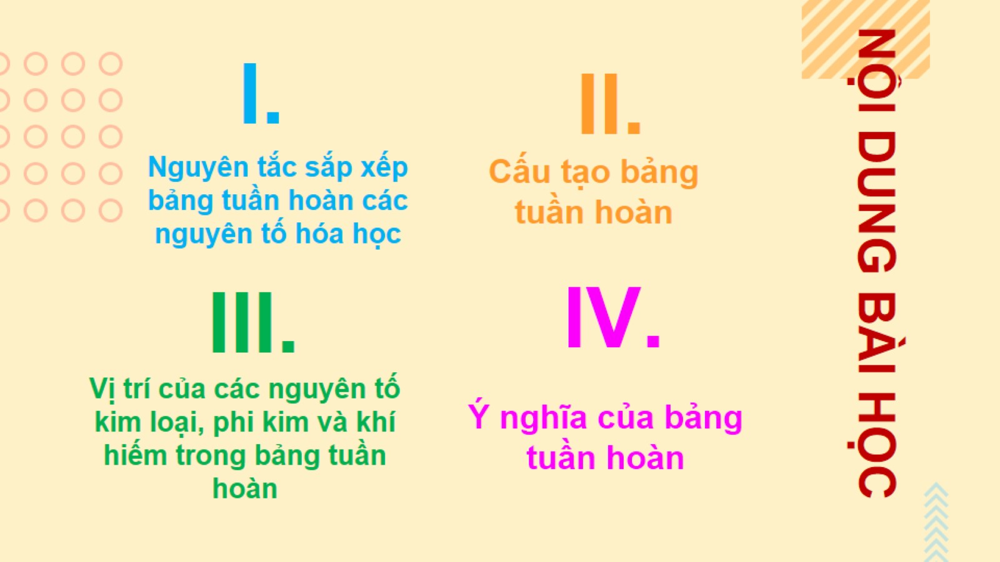 I.
Nguyên tắc sắp xếp
bảng tuần hoàn các
nguyên tố hóa học
II.
Cấu tạo bảng
tuần hoàn
III.
Vị trí của các nguyên tố
kim loại, phi kim và khí
hiếm trong bảng tuần
hoàn
IV.
Ý nghĩa của bảng
tuần hoàn
NỘI DUNG BÀI HỌC